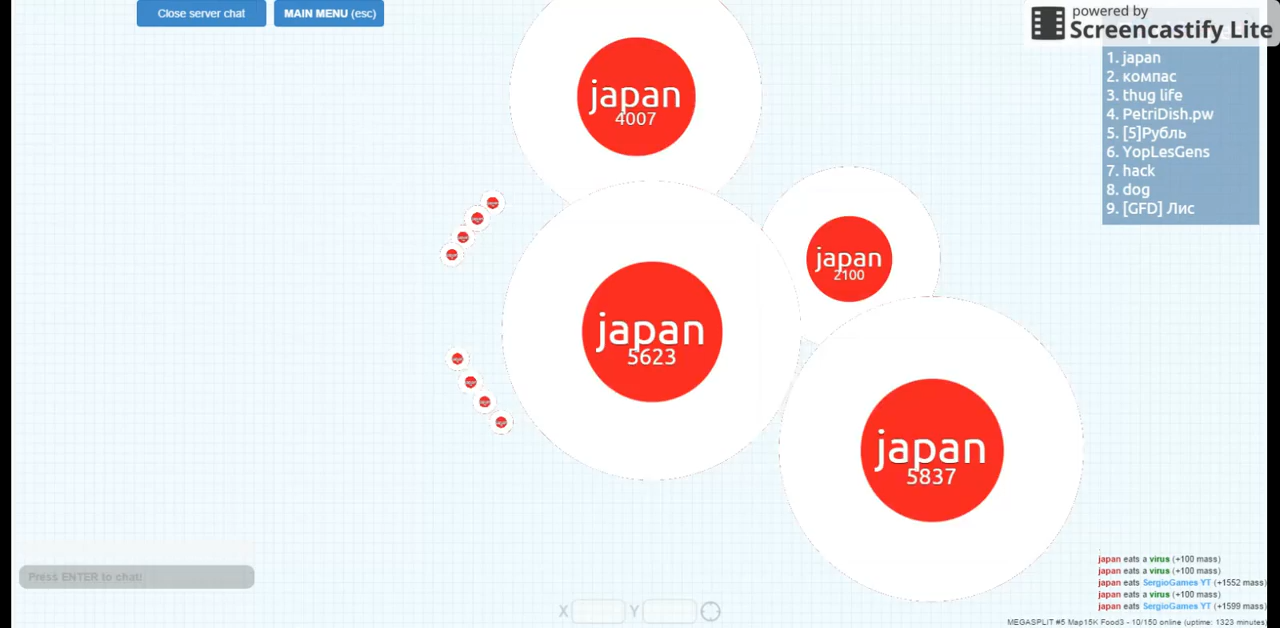 Close server chat
MAIN MENU (esc)
powered by
Screencastify Lite
1. japan
2. компас
3. thug life
4. PetriDish.pw
5. [5]Рубль
6. YopLesGens
7. hack
8. dog
9. [GFD] Лис
japan
4007
japan
2100
japan
5623
japan
5837
Press ENTER to chat!
X
Y
japan eats a virus (+100 mass)
japan eats a virus (+100 mass)
japan eats SergioGames YT (+1552 mass)
japan eats a virus (+100 mass)
japan eats SergioGames YT (+1599 mass)
MEGASPLIT #5 Map15K Food3 - 10/150 online (uptime: 1323 minutes)